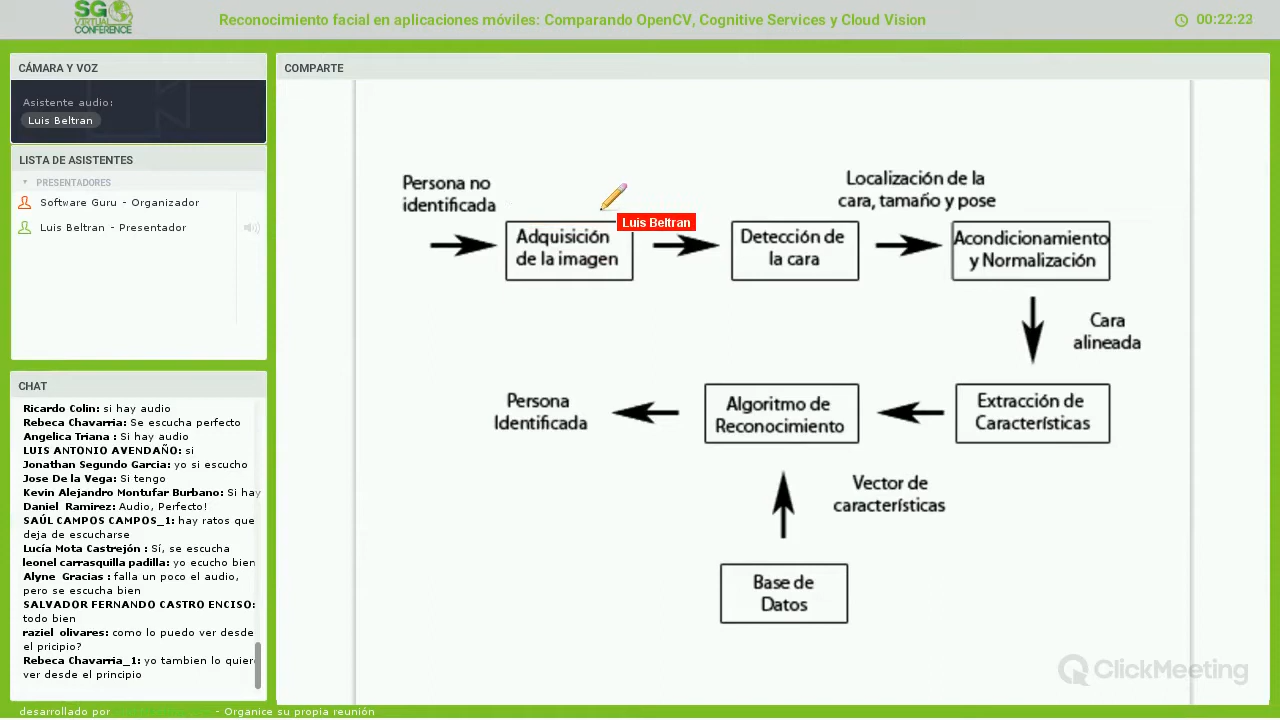 SG
VIRTUAL
CONFERENCE
Reconocimiento facial en aplicaciones móviles: Comparando OpenCV, Cognitive Services y Cloud Vision
00:22:23
CÁMARA Y VOZ
Asistente audio:
Luis Beltran
LISTA DE ASISTENTES
PRESENTADORES
Software Guru - Organizador
Luis Beltran - Presentador
CHAT
Ricardo Colin: si hay audio
Rebeca Chavarria: Se escucha perfecto
Angelica Triana : Si hay audio
LUIS ANTONIO AVENDAÑO: si
Jonathan Segundo Garcia: yo si escucho
Jose De la Vega: Si tengo
Kevin Alejandro Montufar Burbano: Si hay
Daniel Ramirez: Audio, Perfecto!
SAÚL CAMPOS CAMPOS_1: hay ratos que
deja de escucharse
Lucía Mota Castrejón : Sí, se escucha
leonel carrasquilla padilla: yo ecucho bien
Alyne Gracias : falla un poco el audio,
pero se escucha bien
SALVADOR FERNANDO CASTRO ENCISO:
todo bien
raziel olivares: como lo puedo ver desde
el pricipio?
Rebeca Chavarria_1: yo tambien lo quier
ver desde el principio
COMPARTE
Persona no
identificada
Luis Beltran
Adquisición
de la imagen
Detección de
la cara
Localización de la
cara, tamaño y pose
Acondicionamiento
y Normalización
Cara
alineada
Extracción de
Características
Vector de
características
Algoritmo de
Reconocimiento
Persona
Identificada
Base de
Datos
ClickMeeting
desarrollado por
- Organice su propia reunión